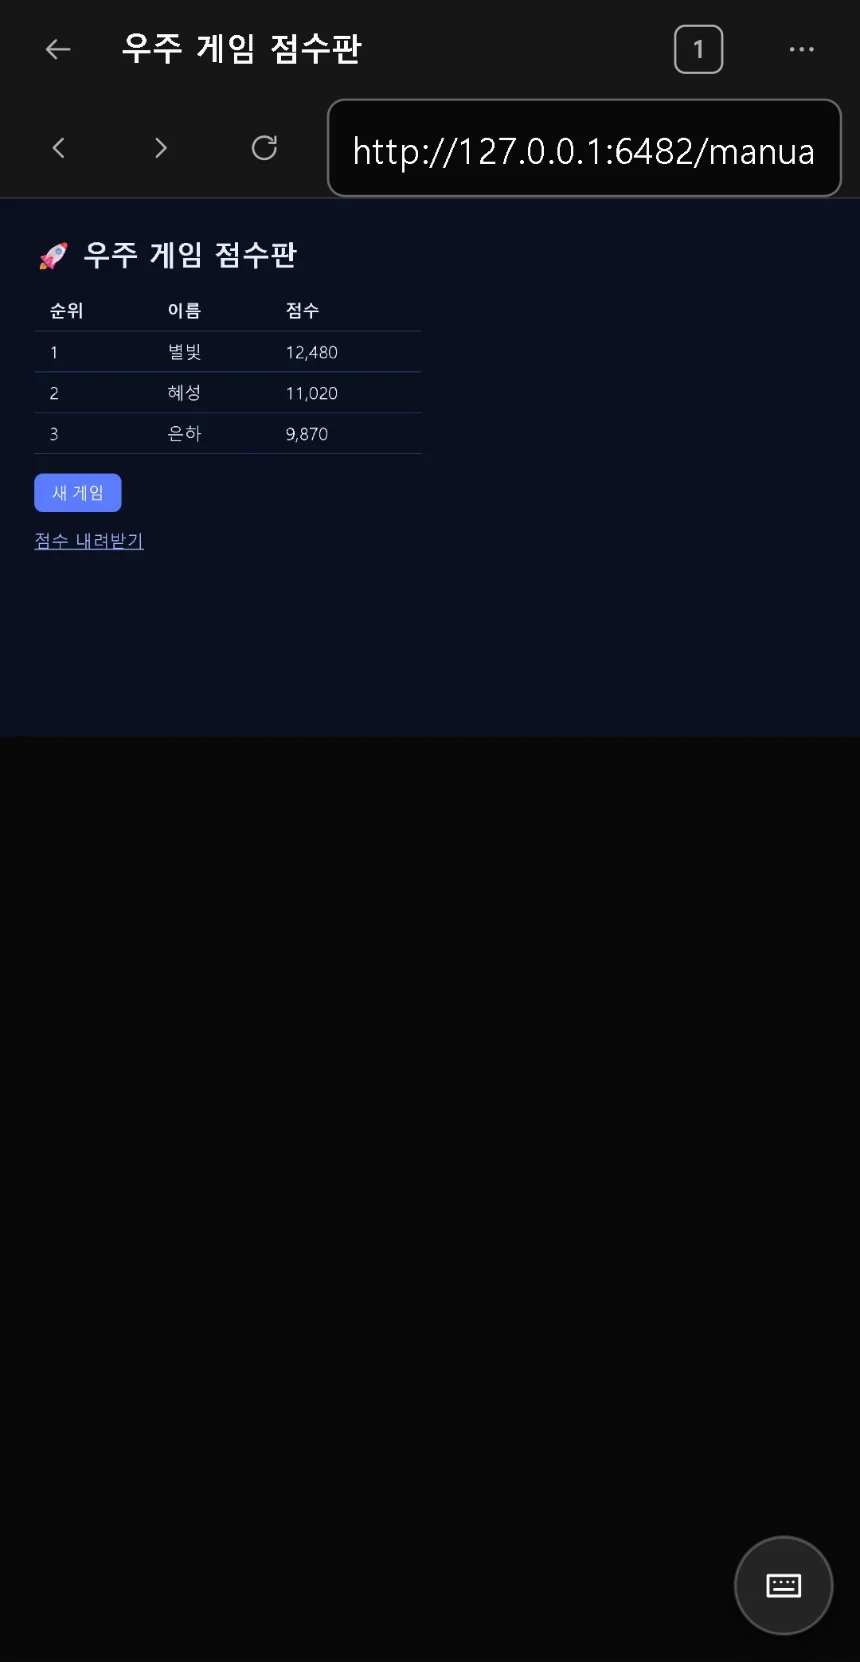 우주 게임 점수판
1
http://127.0.0.1:6482/manua
🚀 우주 게임 점수판
순위 이름 점수
1 별빛 12,480
2 혜성 11,020
3 은하 9,870
새 게임
점수 내려받기